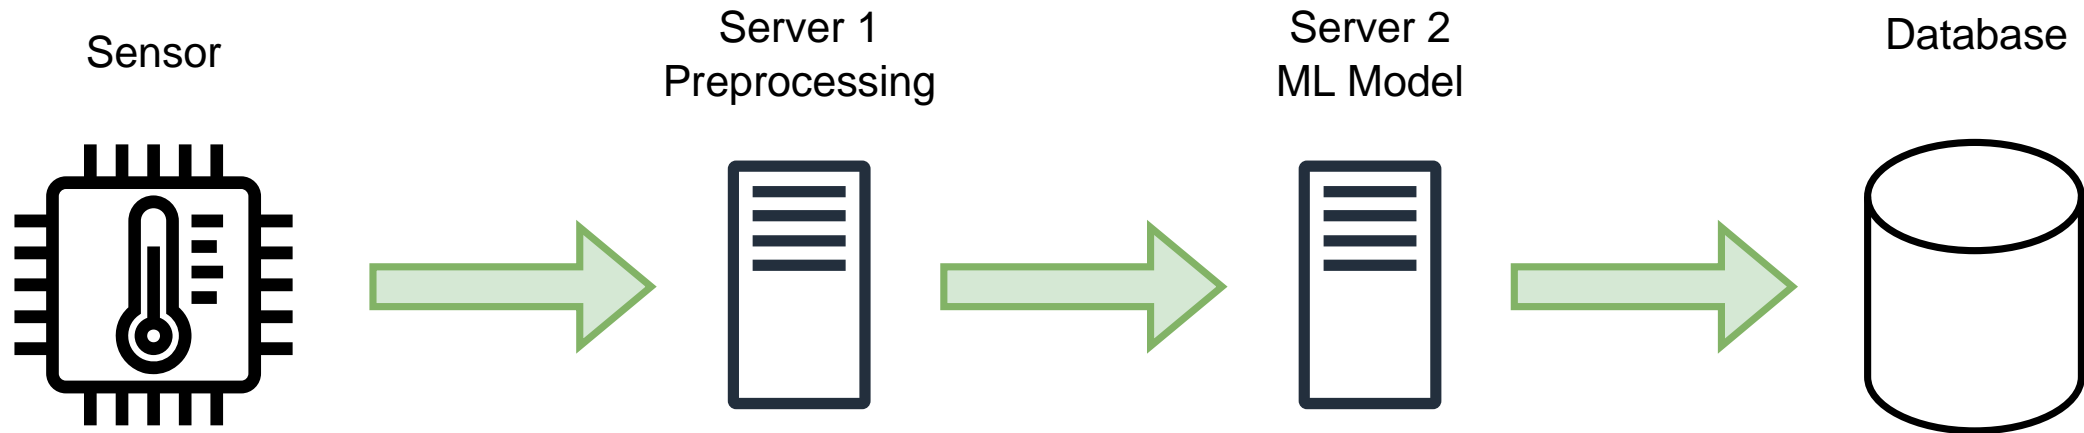 Sensor
Server 1
Preprocessing
Server 2
ML Model
Database